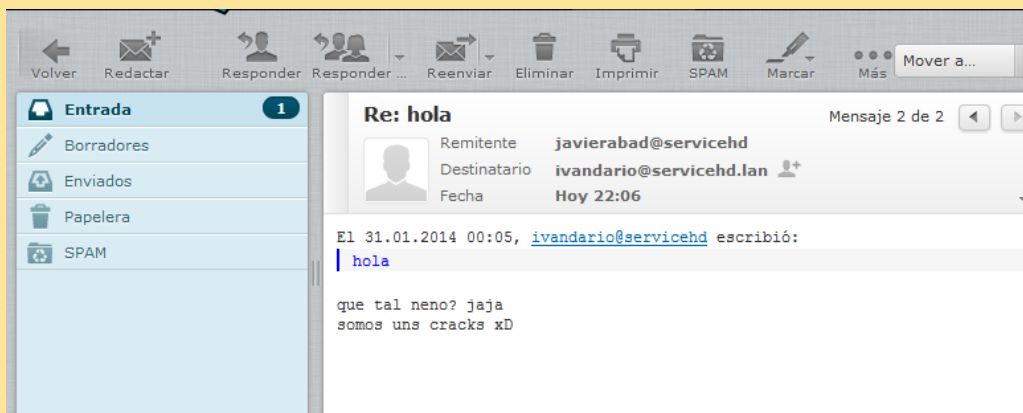 Volver Redactar Responder Responder ... Reenviar Eliminar Imprimir SPAM Marcar Más Mover a...
Entrada 1
Borradores
Enviados
Papelera
SPAM
Re: hola Mensaje 2 de 2
Remitente javierabad@servicehd
Destinatario ivandario@servicehd.lan
Fecha Hoy 22:06
El 31.01.2014 00:05, ivandario@servicehd escribió:
hola
que tal neno? jaja
somos uns cracks xD